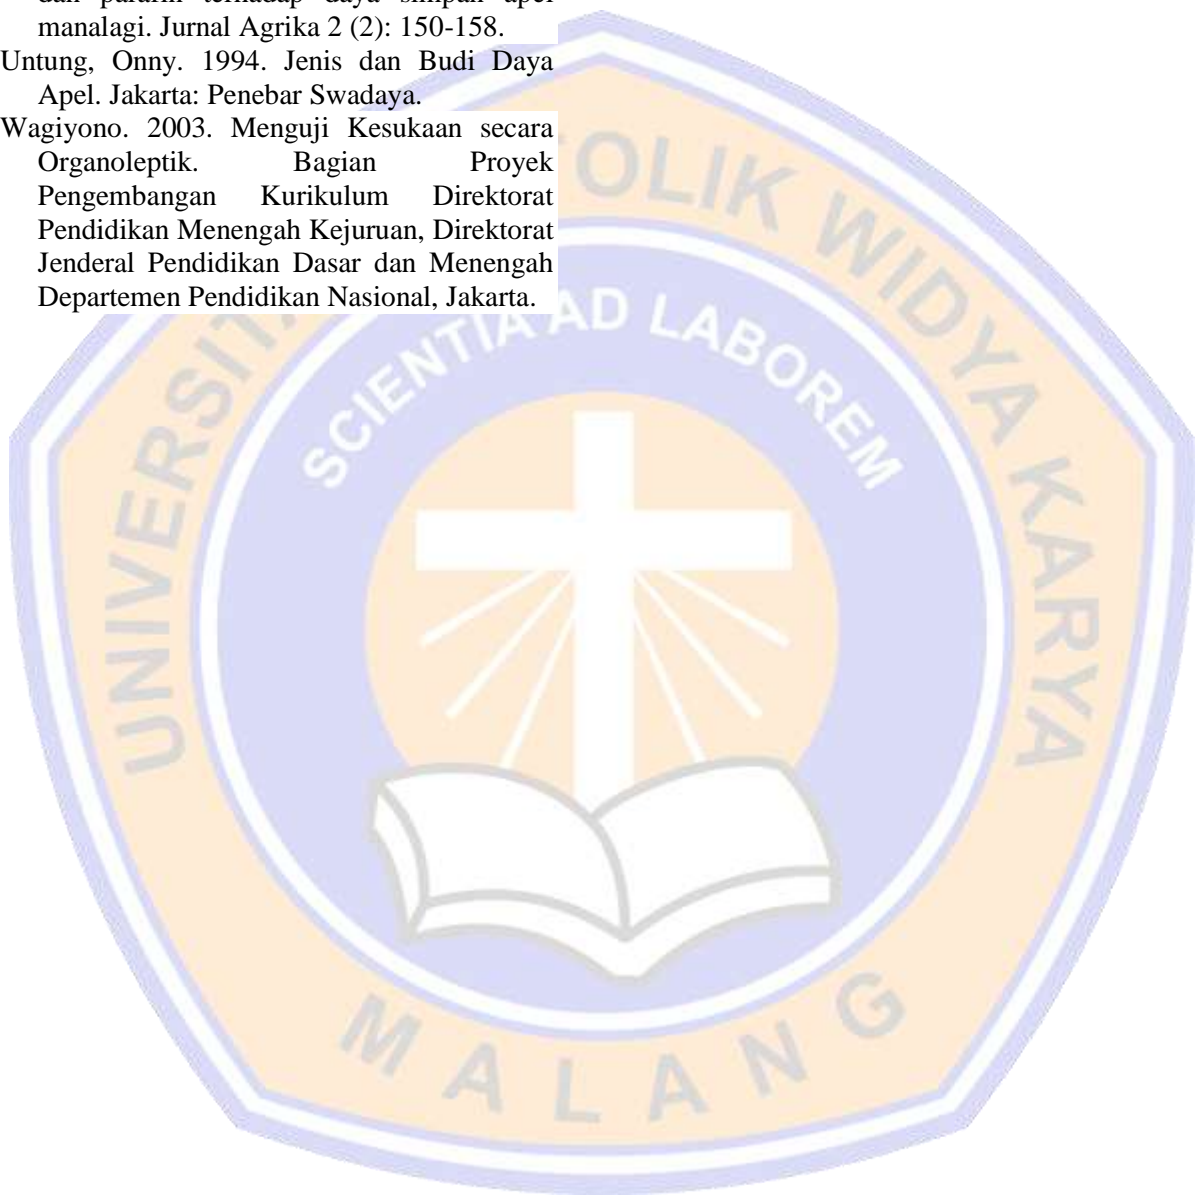 dan parafin terhadap daya simpan apel
manalagi. Jurnal Agrika 2 (2): 150-158.
Untung, Onny. 1994. Jenis dan Budi Daya
Apel. Jakarta: Penebar Swadaya.
Wagiyono. 2003. Menguji Kesukaan secara
Organoleptik. Bagian Proyek
Pengembangan Kurikulum Direktorat
Pendidikan Menengah Kejuruan, Direktorat
Jenderal Pendidikan Dasar dan Menengah
Departemen Pendidikan Nasional, Jakarta.
OLIK WIDYA KARYA
SCIENTIA AD LABOREM
MALANG